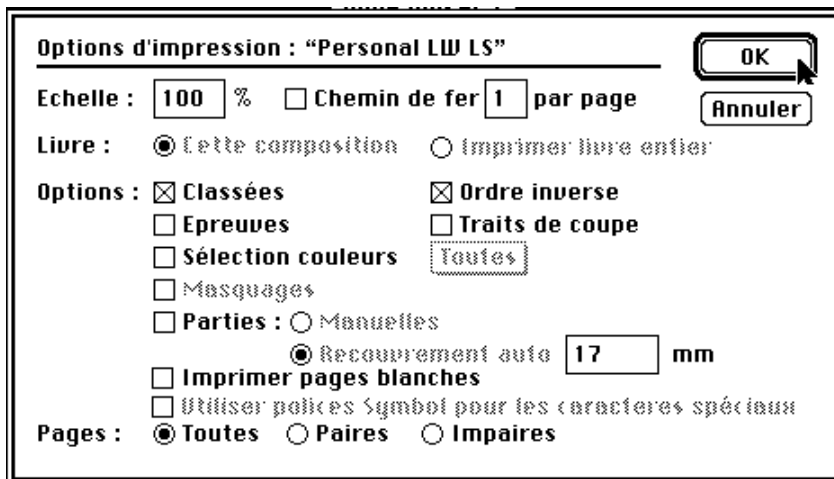 Options d'impression : “Personal LW LS”
OK
Echelle : 100 % Chemin de fer 1 par page
Annuler
Livre : Cette composition Imprimer livre entier
Options : Classées Ordre inverse
Epreuves Traits de coupe
Sélection couleurs Toutes
Masquages
Parties : Manuelles
Recouvrement auto 17 mm
Imprimer pages blanches
Utiliser polices Symbol pour les caracteres spéciaux
Pages : Toutes Paires Impaires